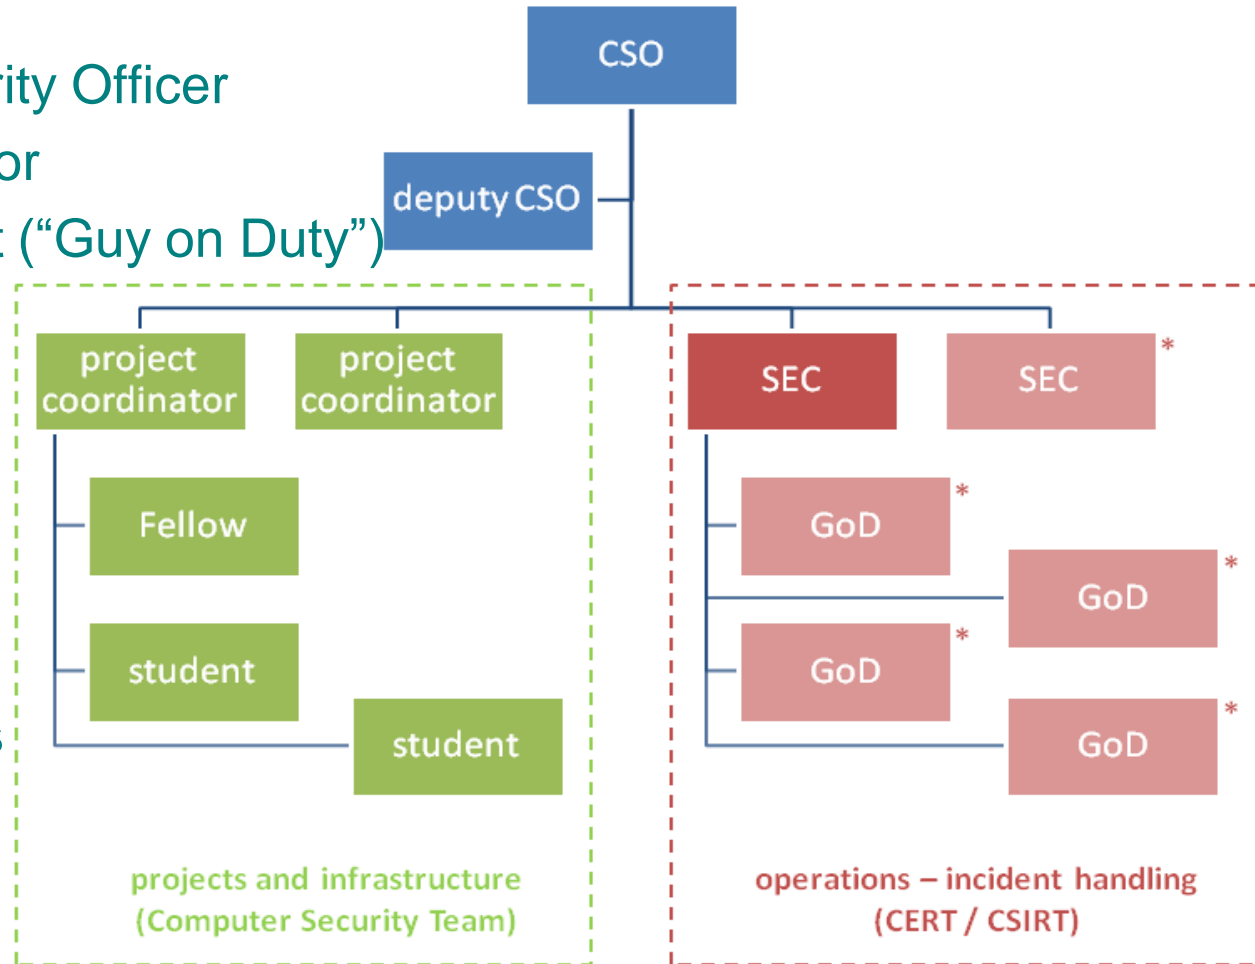 CSO
rity Officer
or
deputy CSO
t (“Guy on Duty”)
project
coordinator
project
coordinator
SEC
SEC *
Fellow
GoD *
GoD *
student
GoD *
s
student
GoD *
projects and infrastructure
(Computer Security Team)
operations – incident handling
(CERT / CSIRT)